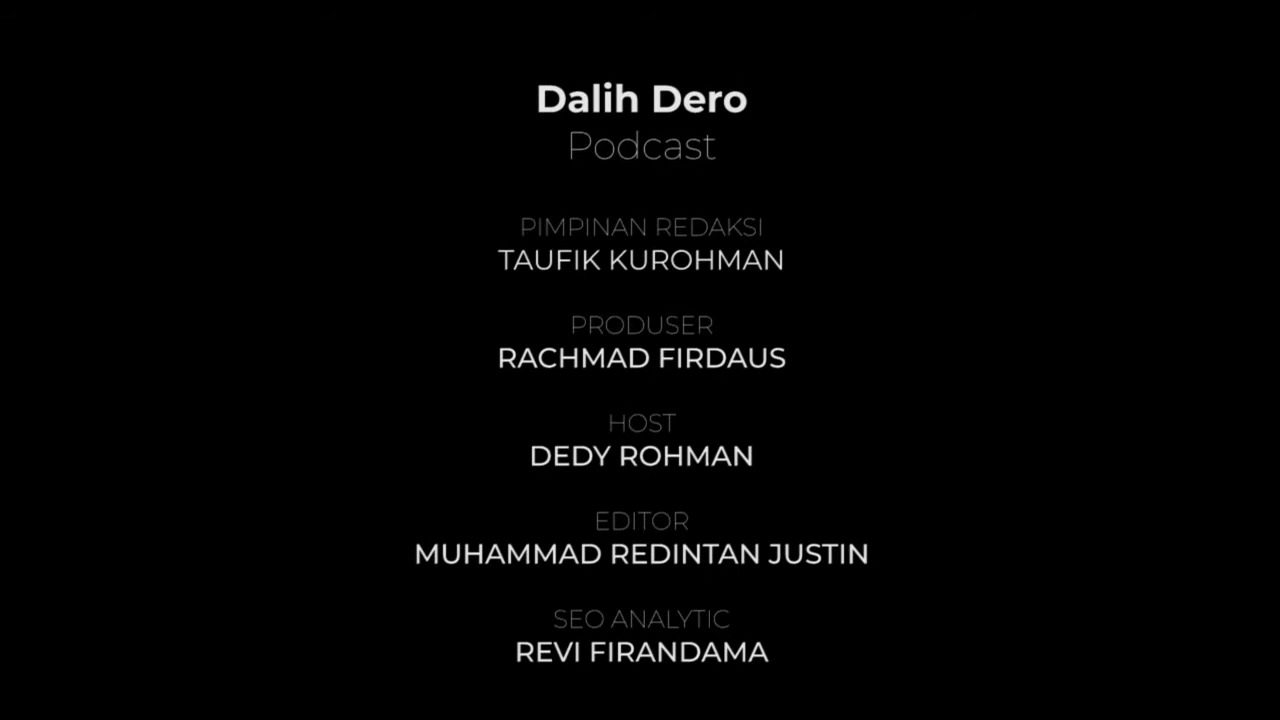 Dalih Dero
Podcast
PIMPINAN REDAKSI
TAUFIK KUROHMAN
PRODUSER
RACHMAD FIRDAUS
HOST
DEDY ROHMAN
EDITOR
MUHAMMAD REDINTAN JUSTIN
SEO ANALYTIC
REVI FIRANDAMA